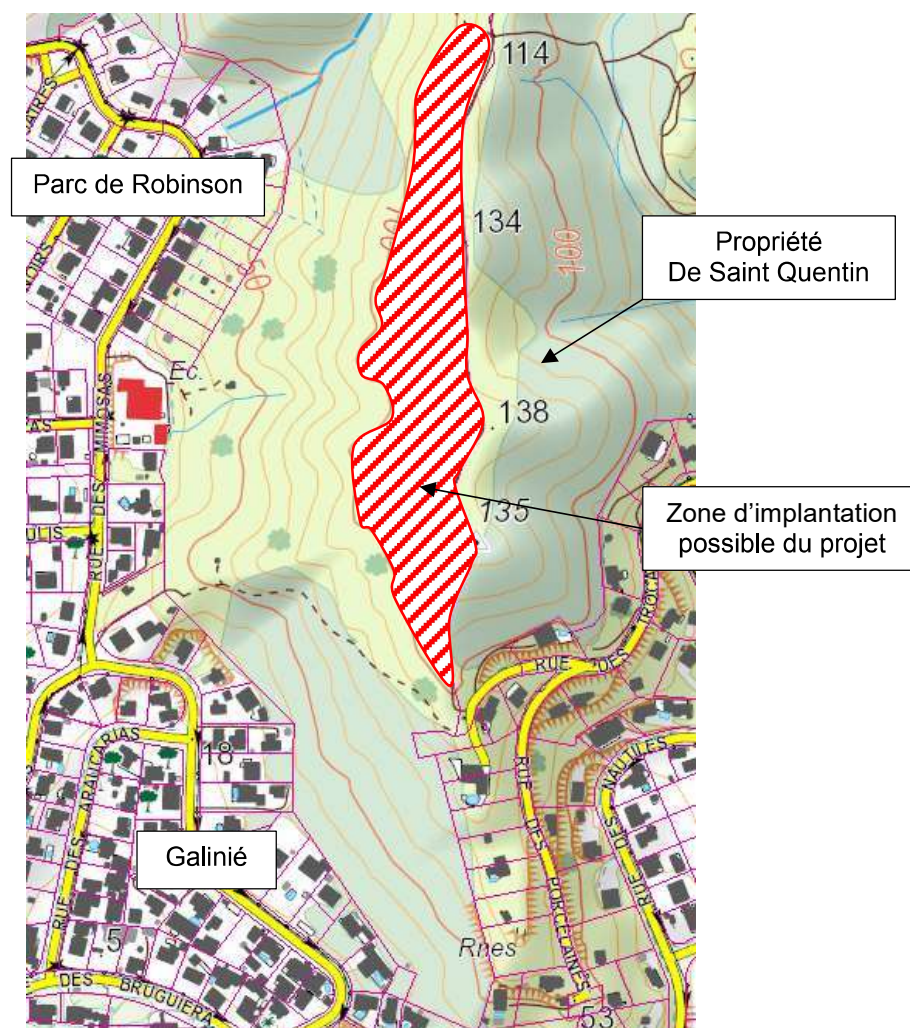 114
Parc de Robinson
134
Propriété
De Saint Quentin
100
50
Ec.
138
RUE DES MIMOSAS
135
Zone d'implantation
possible du projet
RUE DES
RUE DES ARAUCARIAS
18
RUE DES PORCELAINES
RUE DES NAUTILES
Galinié
5
Rnes
DES BRUGUIERA
53